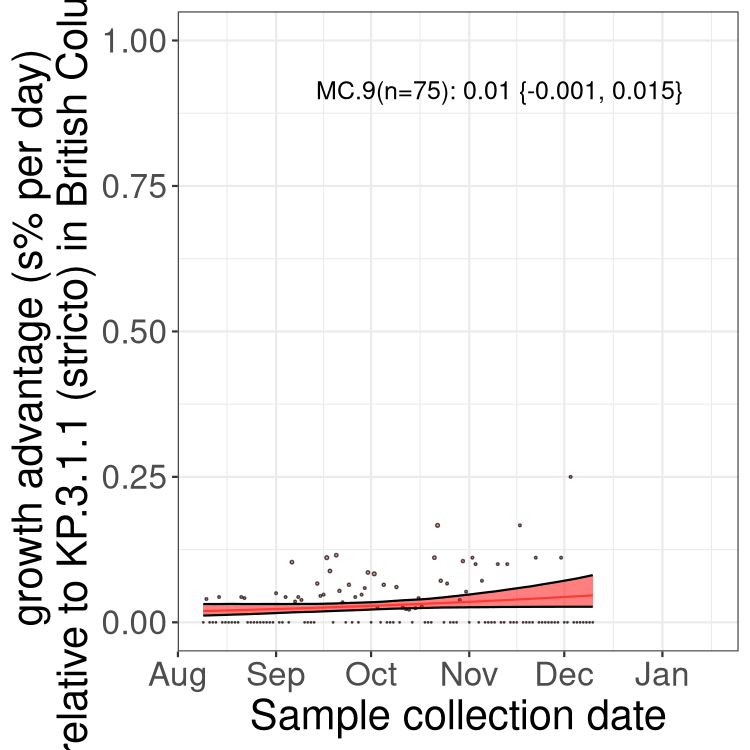 growth advantage (s% per day)
relative to KP.3.1.1 (stricto) in British Colu
1.00
0.75
0.50
0.25
0.00
MC.9(n=75): 0.01 {-0.001, 0.015}
Aug Sep Oct Nov Dec Jan
Sample collection date